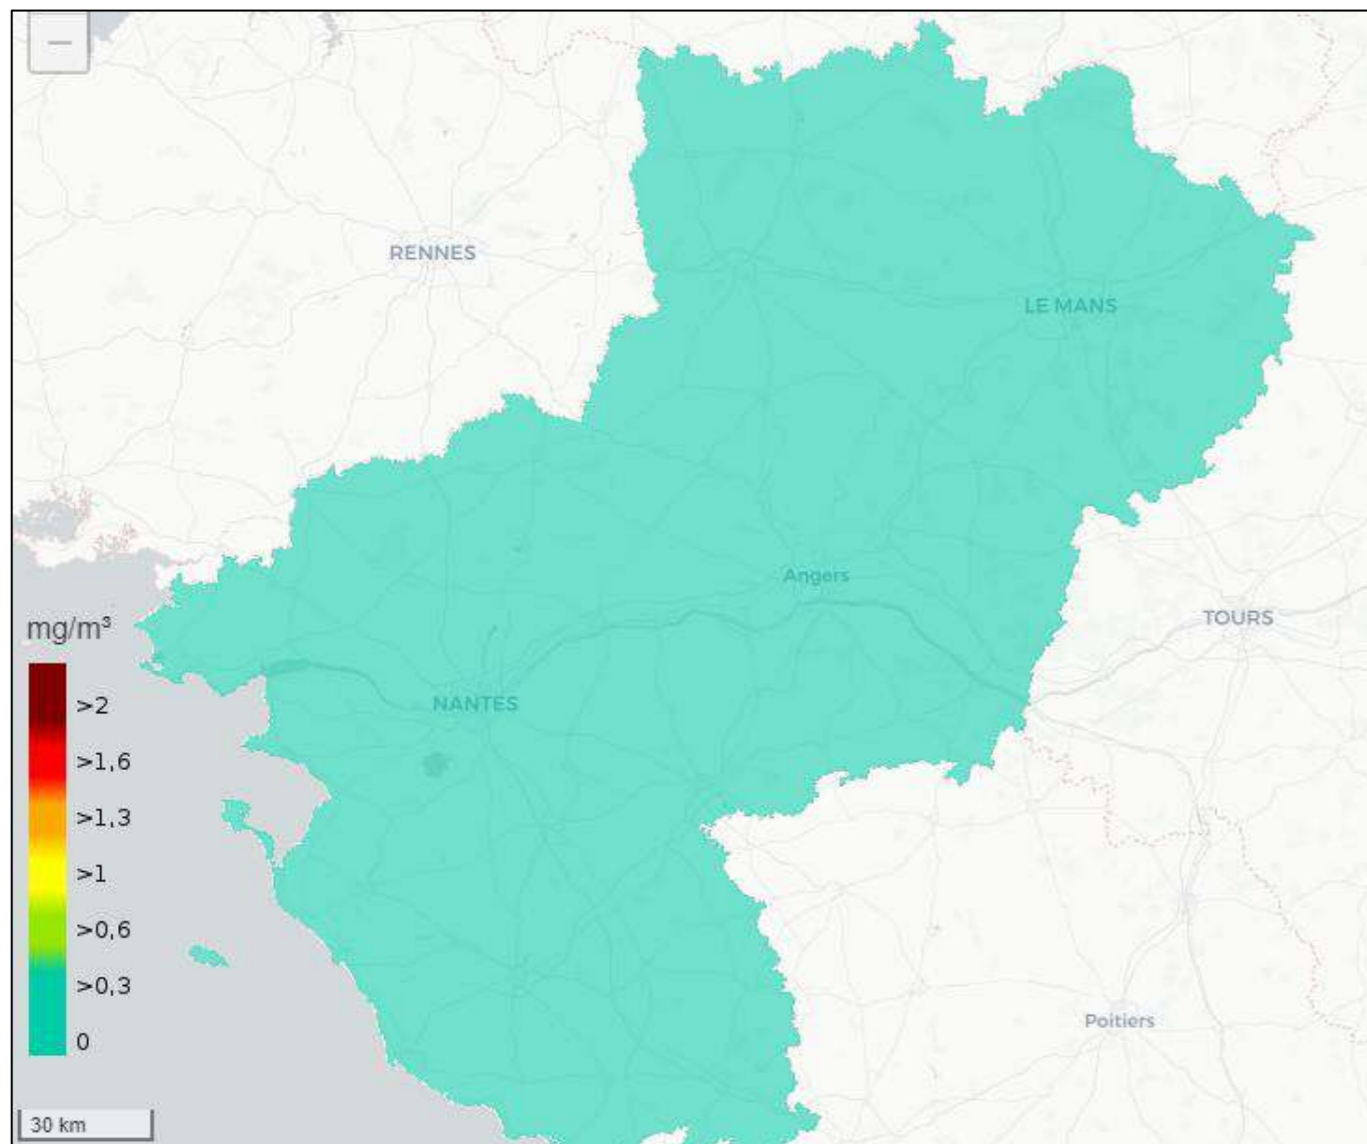 –
RENNES
LE MANS
Angers
TOURS
NANTES
Poitiers
mg/m³
>2
>1,6
>1,3
>1
>0,6
>0,3
0
30 km